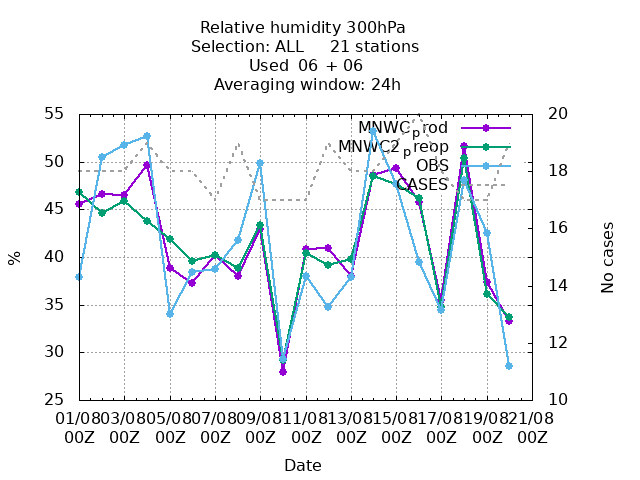 Relative humidity 300hPa
Selection: ALL 21 stations
Used 06 + 06
Averaging window: 24h
55
50
45
40
35
30
25
20
18
16
14
12
10
%
No cases
MNWC_prod
MNWC2_preop
OBS
CASES
01/08 03/08 05/08 07/08 09/08 11/08 13/08 15/08 17/08 19/08 21/08
00Z 00Z 00Z 00Z 00Z 00Z 00Z 00Z 00Z 00Z 00Z
Date